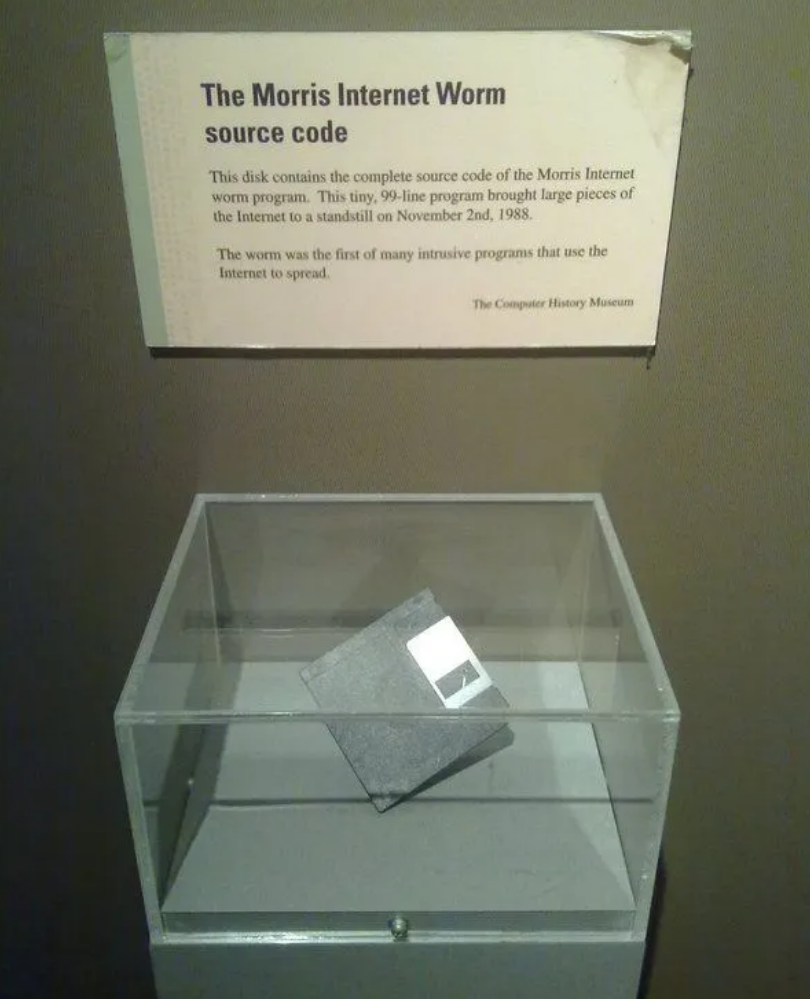 The Morris Internet Worm
source code
This disk contains the complete source code of the Morris Internet
worm program. This tiny, 99-line program brought large pieces of
the Internet to a standstill on November 2nd, 1988.
The worm was the first of many intrusive programs that use the
Internet to spread.
The Computer History Museum